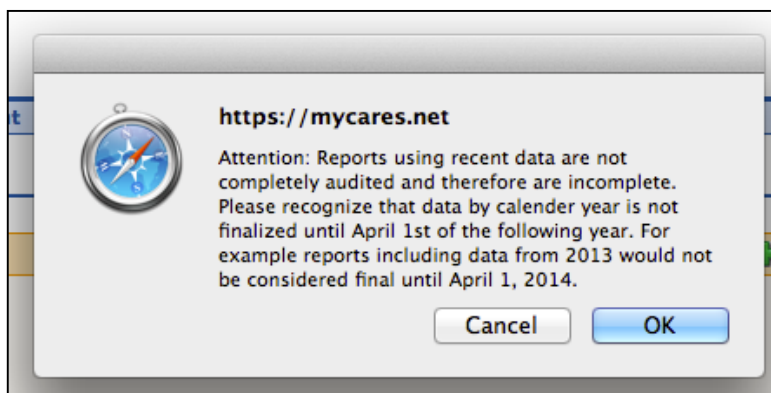 t
https://mycares.net
Attention: Reports using recent data are not
completely audited and therefore are incomplete.
Please recognize that data by calender year is not
finalized until April 1st of the following year. For
example reports including data from 2013 would not
be considered final until April 1, 2014.
Cancel OK